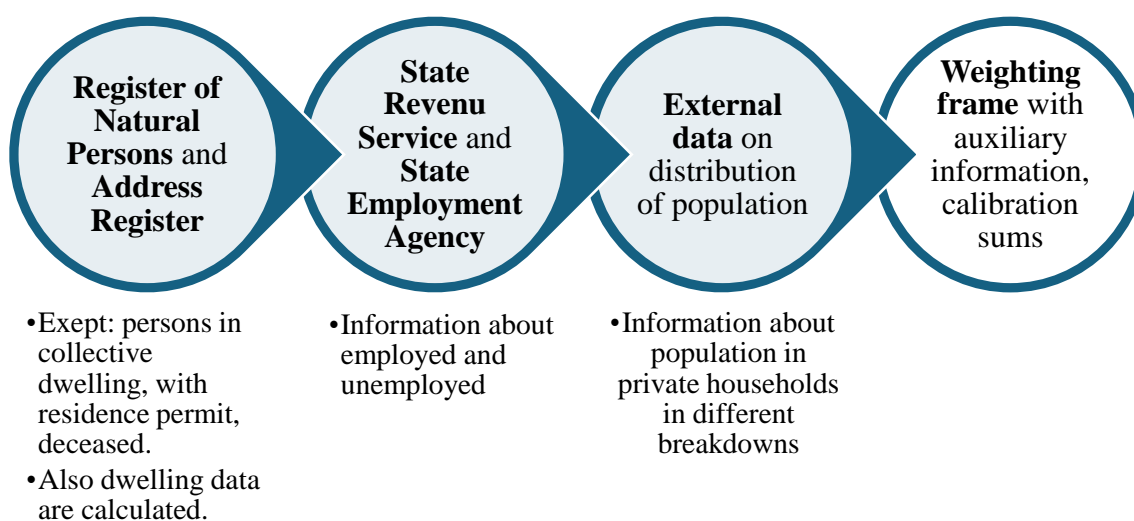 Register of
Natural
Persons and
Address
Register
State
Revenu
Service and
State
Employment
Agency
External
data on
distribution
of population
Weighting
frame with
auxiliary
information,
calibration
sums
•Exept: persons in
collective
dwelling, with
residence permit,
deceased.
•Also dwelling data
are calculated.
•Information about
employed and
unemployed
•Information about
population in
private households
in different
breakdowns